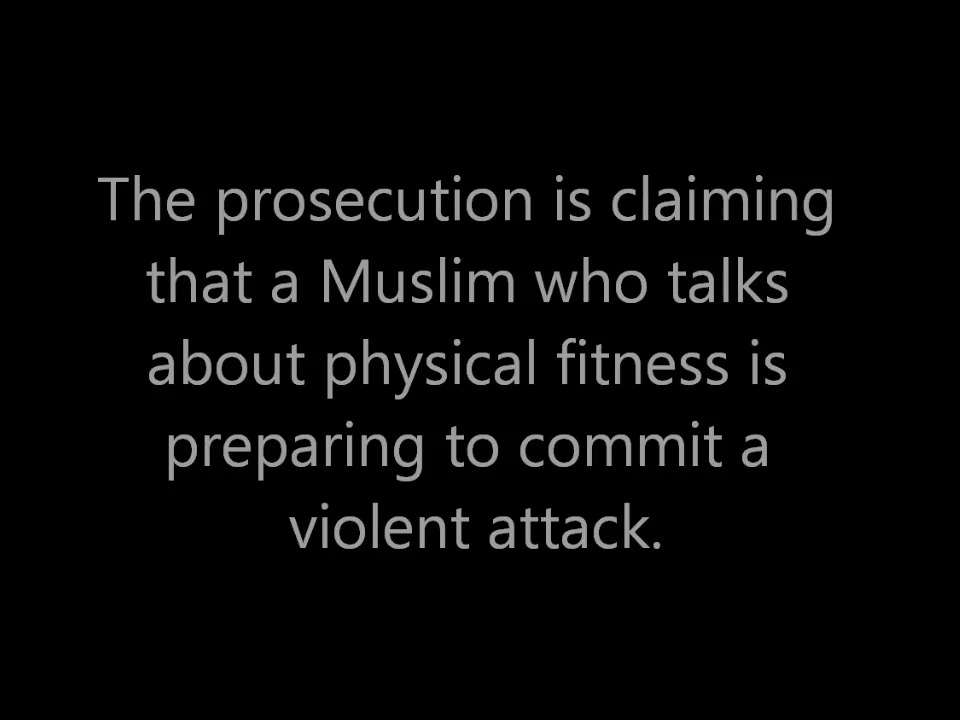 The prosecution is claiming
that a Muslim who talks
about physical fitness is
preparing to commit a
violent attack.